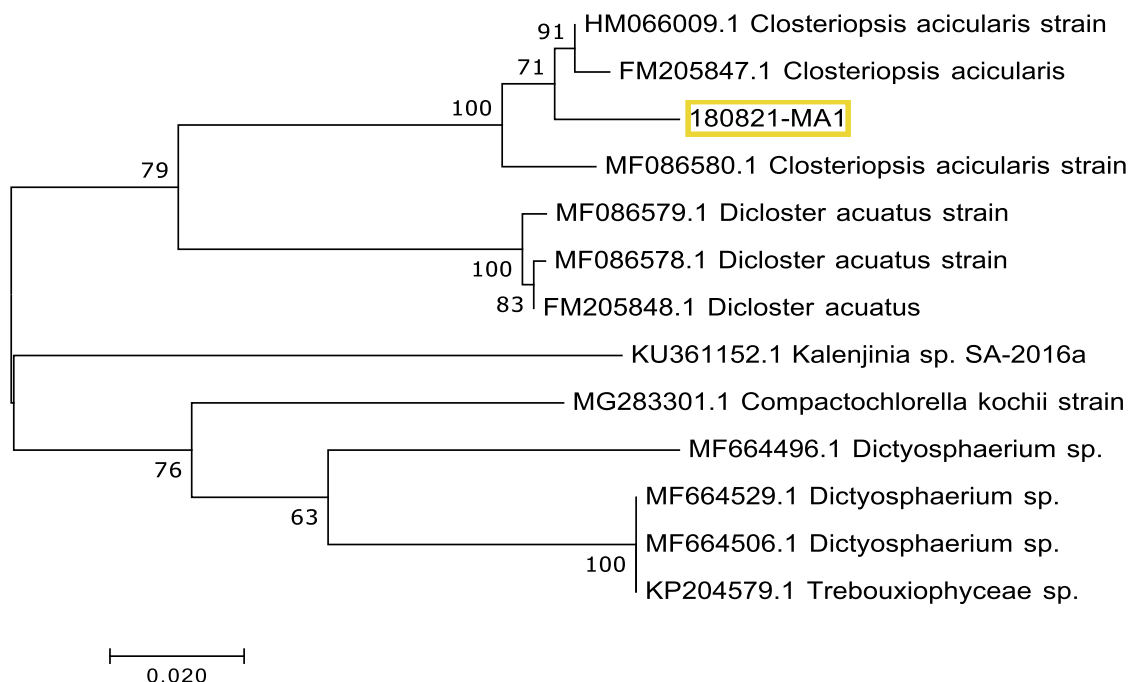 HM066009.1 Closteriopsis acicularis strain
91
FM205847.1 Closteriopsis acicularis
71
100
180821-MA1
MF086580.1 Closteriopsis acicularis strain
79
MF086579.1 Dicloster acuatus strain
MF086578.1 Dicloster acuatus strain
100
83
FM205848.1 Dicloster acuatus
KU361152.1 Kalenjinia sp. SA-2016a
MG283301.1 Compactochlorella kochii strain
MF664496.1 Dictyosphaerium sp.
76
MF664529.1 Dictyosphaerium sp.
63
MF664506.1 Dictyosphaerium sp.
100
KP204579.1 Trebouxiophyceae sp.
0.020